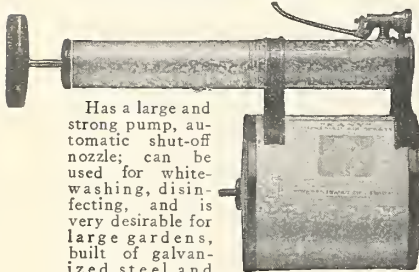 Has a large and
strong pump, au-
tomatic shut-off
nozzle; can be
used for white-
washing, disin-
fecting, and is
very desirable for
large gardens,
built of galvan-
ized steel and